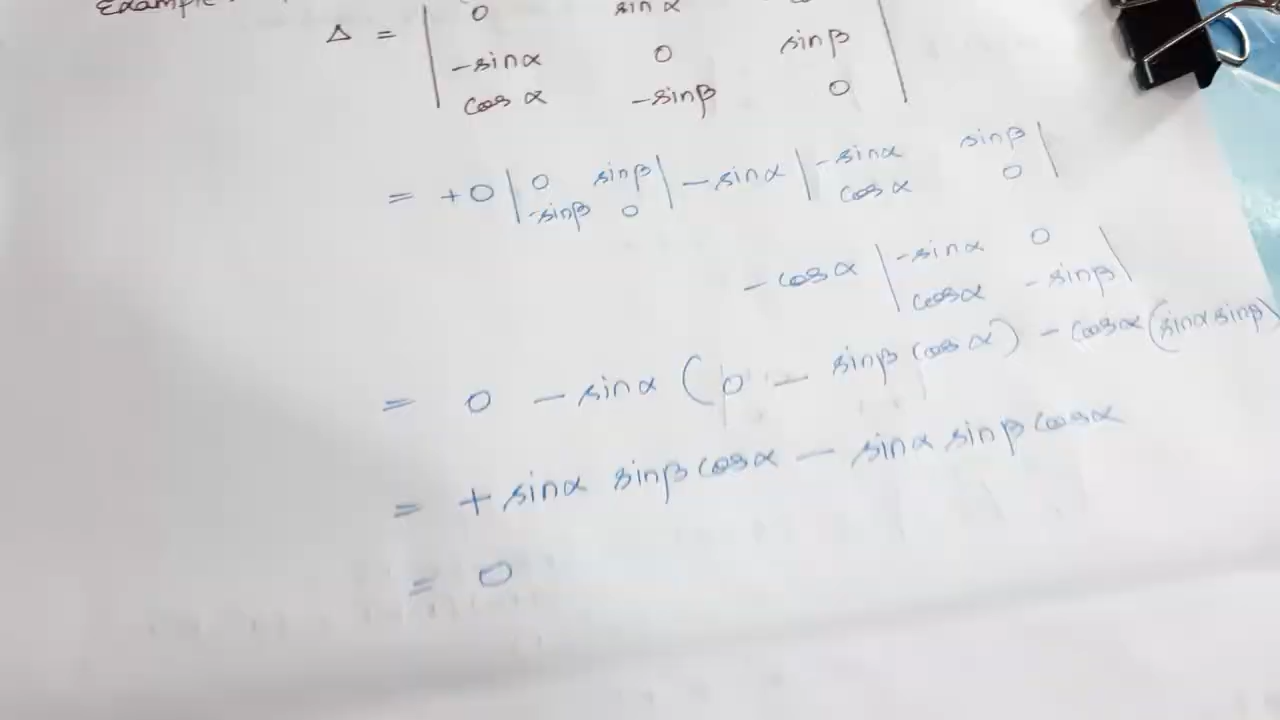 Example
0 sin α
Δ = | -sin α 0 sin β |
cos α -sin β 0
= +0 | 0 sin β | - sin α | -sin α sin β |
-sin β 0 cos α 0
- cos α | -sin α 0 |
cos α - sin β
= 0 - sin α (0 - sin β cos α) - cos α (sin α sin β)
= + sin α sin β cos α - sin α sin β cos α
= 0